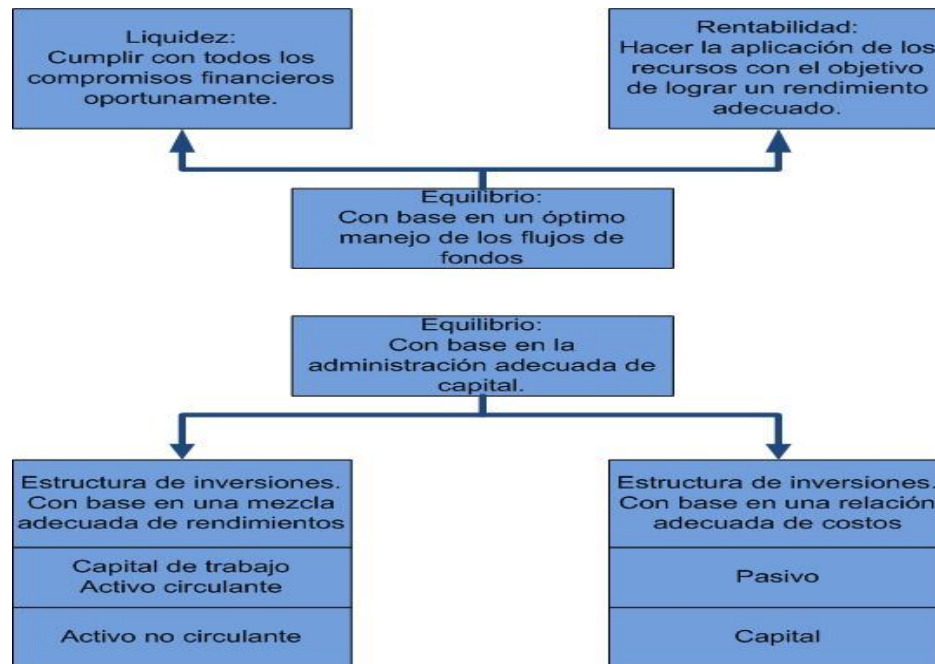 Liquidez:
Cumplir con todos los
compromisos financieros
oportunamente.
Rentabilidad:
Hacer la aplicación de los
recursos con el objetivo
de lograr un rendimiento
adecuado.
Equilibrio:
Con base en un óptimo
manejo de los flujos de
fondos
Equilibrio:
Con base en la
administración adecuada de
capital.
Estructura de inversiones.
Con base en una mezcla
adecuada de rendimientos
Capital de trabajo
Activo circulante
Activo no circulante
Estructura de inversiones.
Con base en una relación
adecuada de costos
Pasivo
Capital